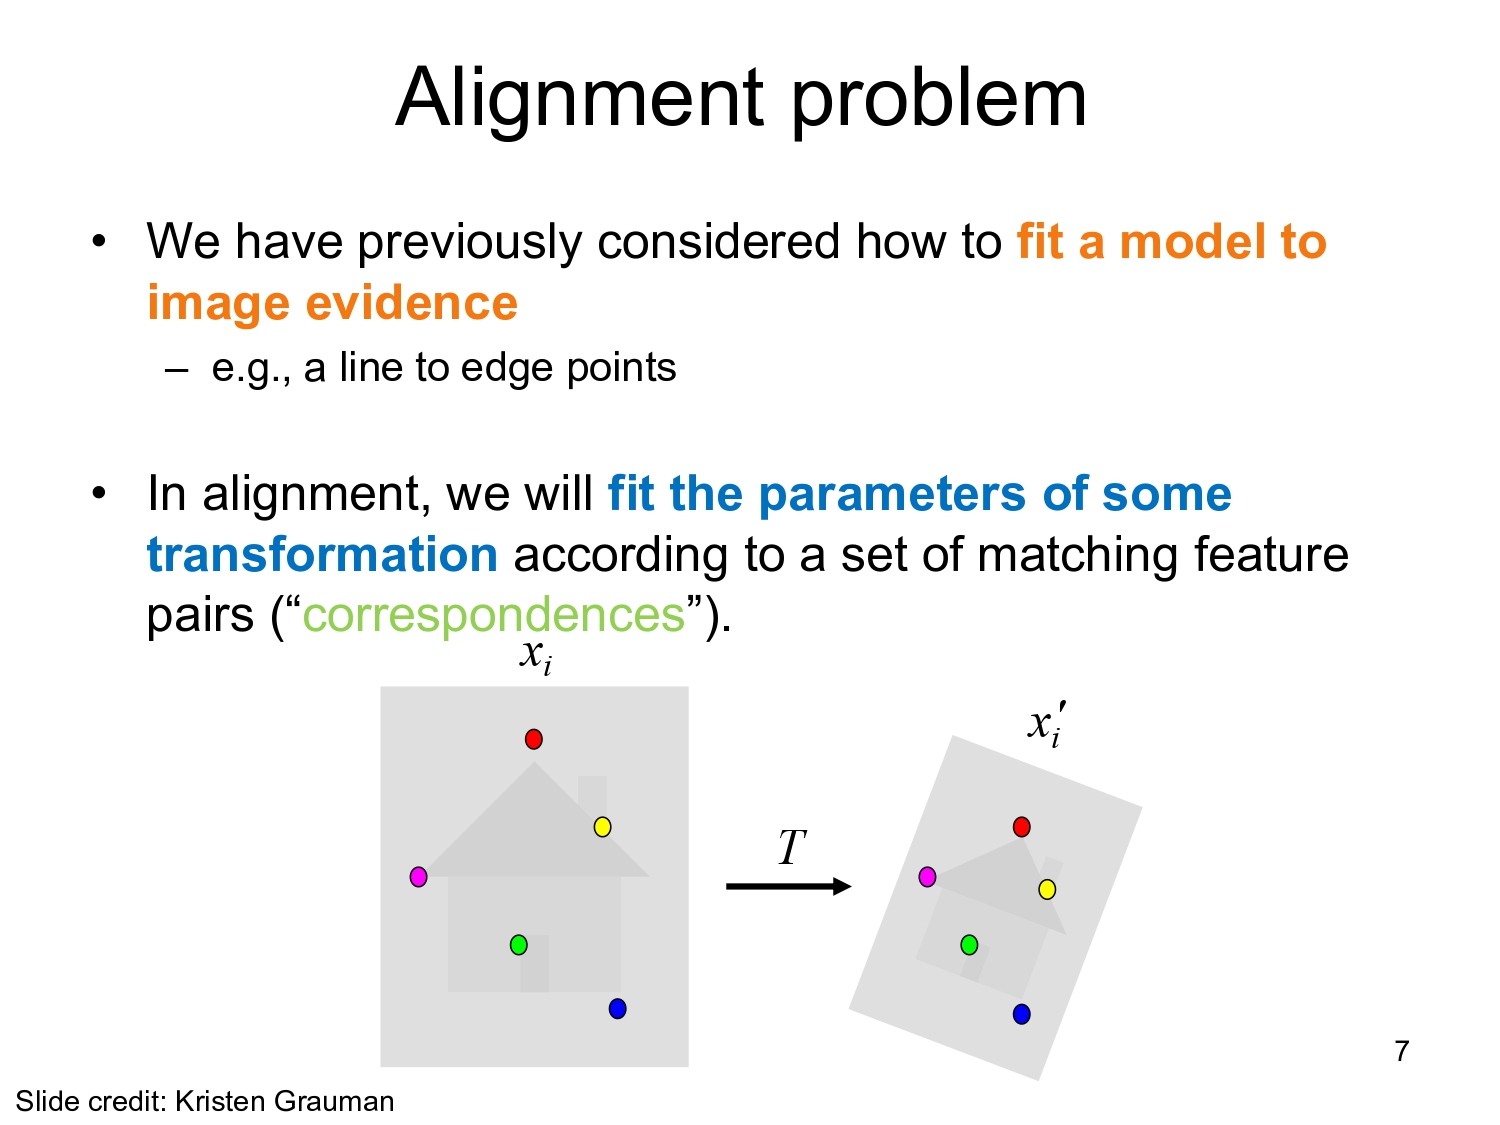 Alignment problem
• We have previously considered how to fit a model to
image evidence
– e.g., a line to edge points
• In alignment, we will fit the parameters of some
transformation according to a set of matching feature
pairs (“correspondences”).
xᵢ
xᵢ′
T
7
Slide credit: Kristen Grauman